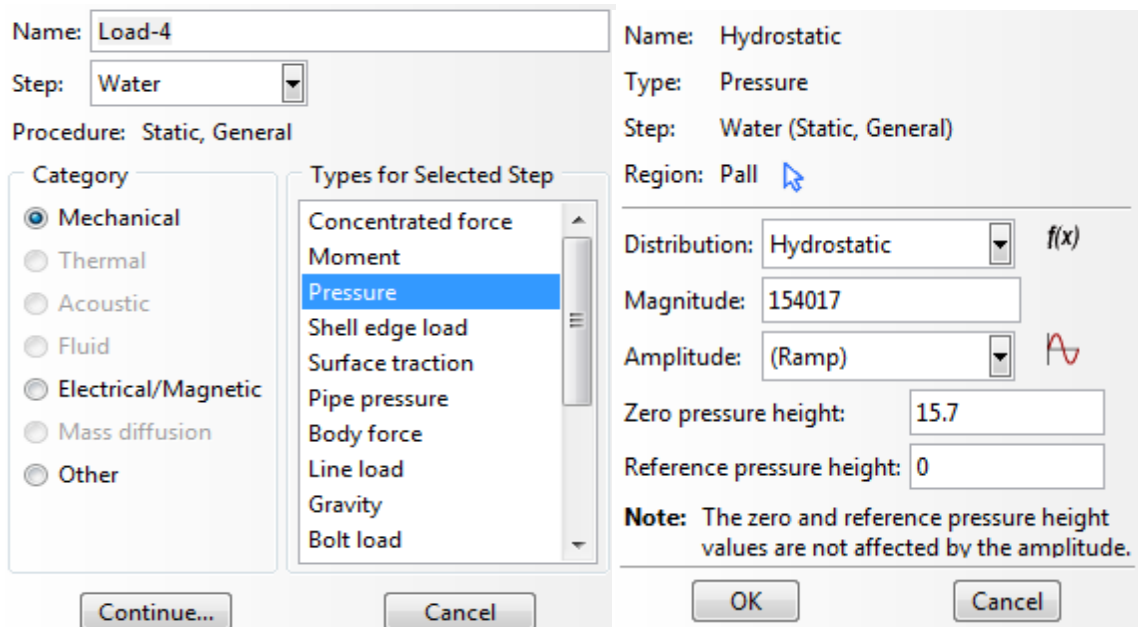 Name: Load-4
Step: Water
Procedure: Static, General
Category
Mechanical
Thermal
Acoustic
Fluid
Electrical/Magnetic
Mass diffusion
Other
Types for Selected Step
Concentrated force
Moment
Pressure
Shell edge load
Surface traction
Pipe pressure
Body force
Line load
Gravity
Bolt load
Continue...
Cancel
Name: Hydrostatic
Type: Pressure
Step: Water (Static, General)
Region: Pall
Distribution: Hydrostatic f(x)
Magnitude: 154017
Amplitude: (Ramp)
Zero pressure height: 15.7
Reference pressure height: 0
Note: The zero and reference pressure height
values are not affected by the amplitude.
OK
Cancel